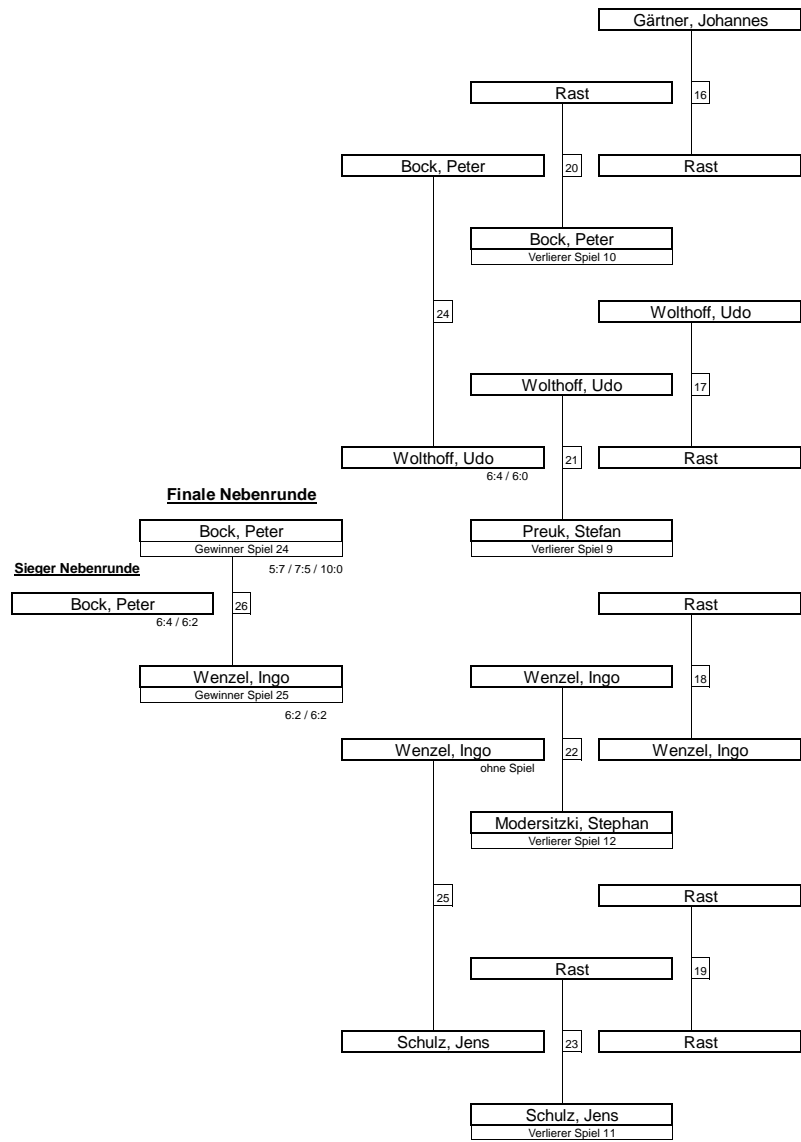 Gärtner, Johannes
Rast
16
Bock, Peter
20
Rast
Bock, Peter
Verlierer Spiel 10
24
Wolthoff, Udo
Wolthoff, Udo
17
Wolthoff, Udo
21
Rast
6:4 / 6:0
Finale Nebenrunde
Bock, Peter
Gewinner Spiel 24
Preuk, Stefan
Verlierer Spiel 9
Sieger Nebenrunde
5:7 / 7:5 / 10:0
Bock, Peter
26
Rast
6:4 / 6:2
Wenzel, Ingo
Gewinner Spiel 25
Wenzel, Ingo
18
6:2 / 6:2
Wenzel, Ingo
22
Wenzel, Ingo
ohne Spiel
Modersitzki, Stephan
Verlierer Spiel 12
25
Rast
Rast
19
Schulz, Jens
23
Rast
Schulz, Jens
Verlierer Spiel 11